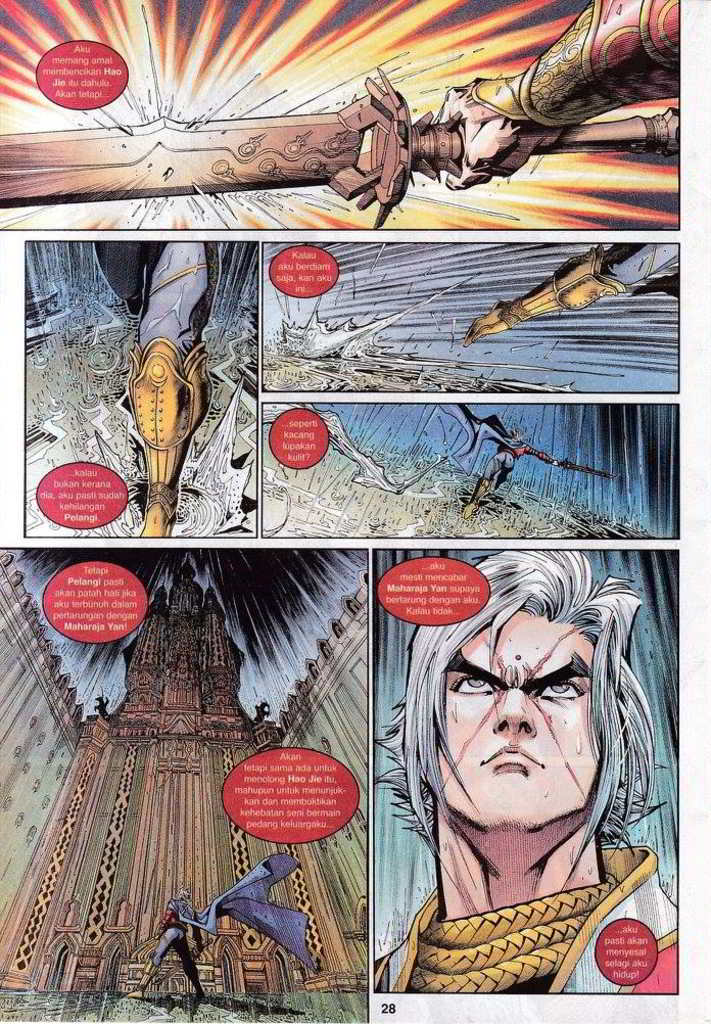 Aku
memang amat
membencikan Hao
Jie itu dahulu.
Akan tetapi...
...kalau
bukan kerana
dia, aku pasti sudah
kehilangan
Pelangi.
Kalau
aku berdiam
saja, kan aku
ini...
...seperti
kacang
lupakan
kulit?
Tetapi
Pelangi pasti
akan patah hati jika
aku terbunuh dalam
pertarungan dengan
Maharaja Yan!
Akan
tetapi sama ada untuk
menolong Hao Jie itu,
mahupun untuk menunjuk-
kan dan membuktikan
kehebatan seni bermain
pedang keluargaku...
...aku
mesti mencabar
Maharaja Yan supaya
bertarung dengan aku.
Kalau tidak...
...aku
pasti akan
menyesal
selagi aku
hidup!
28